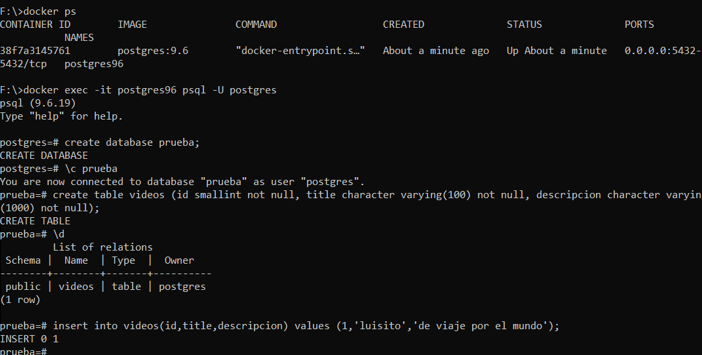 F:\>docker ps
CONTAINER ID        IMAGE               COMMAND                  CREATED              STATUS              PORTS
          NAMES
38f7a3145761        postgres:9.6        "docker-entrypoint.s…"   About a minute ago   Up About a minute   0.0.0.0:5432-
5432/tcp   postgres96

F:\>docker exec -it postgres96 psql -U postgres
psql (9.6.19)
Type "help" for help.

postgres=# create database prueba;
CREATE DATABASE
postgres=# \c prueba
You are now connected to database "prueba" as user "postgres".
prueba=# create table videos (id smallint not null, title character varying(100) not null, descripcion character varyin
(1000) not null);
CREATE TABLE
prueba=# \d
         List of relations
 Schema |  Name  | Type  |  Owner
--------+--------+-------+----------
 public | videos | table | postgres
(1 row)

prueba=# insert into videos(id,title,descripcion) values (1,'luisito','de viaje por el mundo');
INSERT 0 1
prueba=#